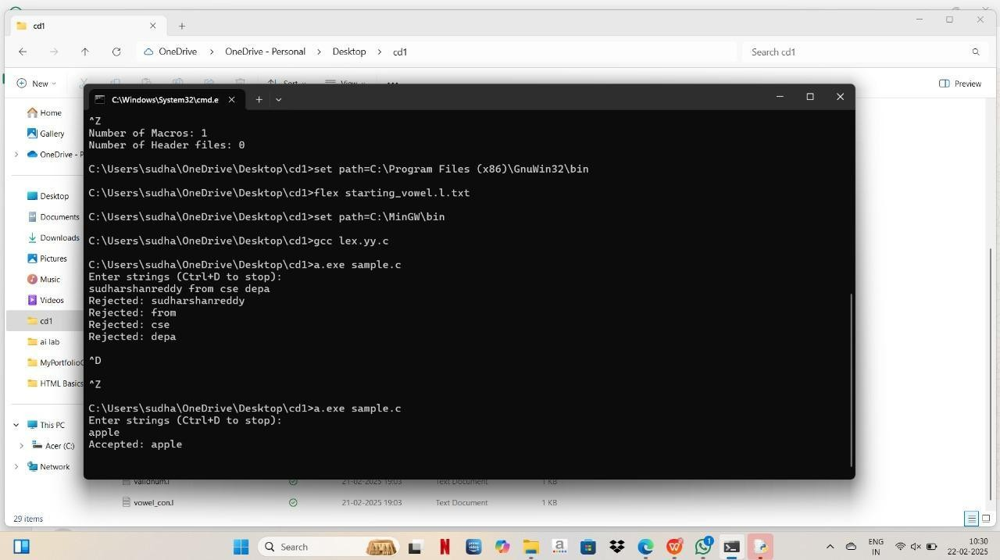 cd1
OneDrive > OneDrive - Personal > Desktop > cd1
Search cd1
New
Sort
View
Preview
C:\Windows\System32\cmd.e
Home
Gallery
OneDrive - P
Desktop
Documents
Downloads
Pictures
Music
Videos
cd1
ai lab
MyPortfolio
HTML Basics
This PC
Acer (C:)
Network
^Z
Number of Macros: 1
Number of Header files: 0
C:\Users\sudha\OneDrive\Desktop\cd1>set path=C:\Program Files (x86)\GnuWin32\bin
C:\Users\sudha\OneDrive\Desktop\cd1>flex starting_vowel.l.txt
C:\Users\sudha\OneDrive\Desktop\cd1>set path=C:\MinGW\bin
C:\Users\sudha\OneDrive\Desktop\cd1>gcc lex.yy.c
C:\Users\sudha\OneDrive\Desktop\cd1>a.exe sample.c
Enter strings (Ctrl+D to stop):
sudharshanreddy from cse depa
Rejected: sudharshanreddy
Rejected: from
Rejected: cse
Rejected: depa
^D
^Z
C:\Users\sudha\OneDrive\Desktop\cd1>a.exe sample.c
Enter strings (Ctrl+D to stop):
apple
Accepted: apple
validnum.l 21-02-2025 19:03 Text Document 1 KB
vowel_con.l 21-02-2025 19:03 Text Document 1 KB
29 items
Search
prime video
a
1
ENG
IN
10:30
22-02-2025